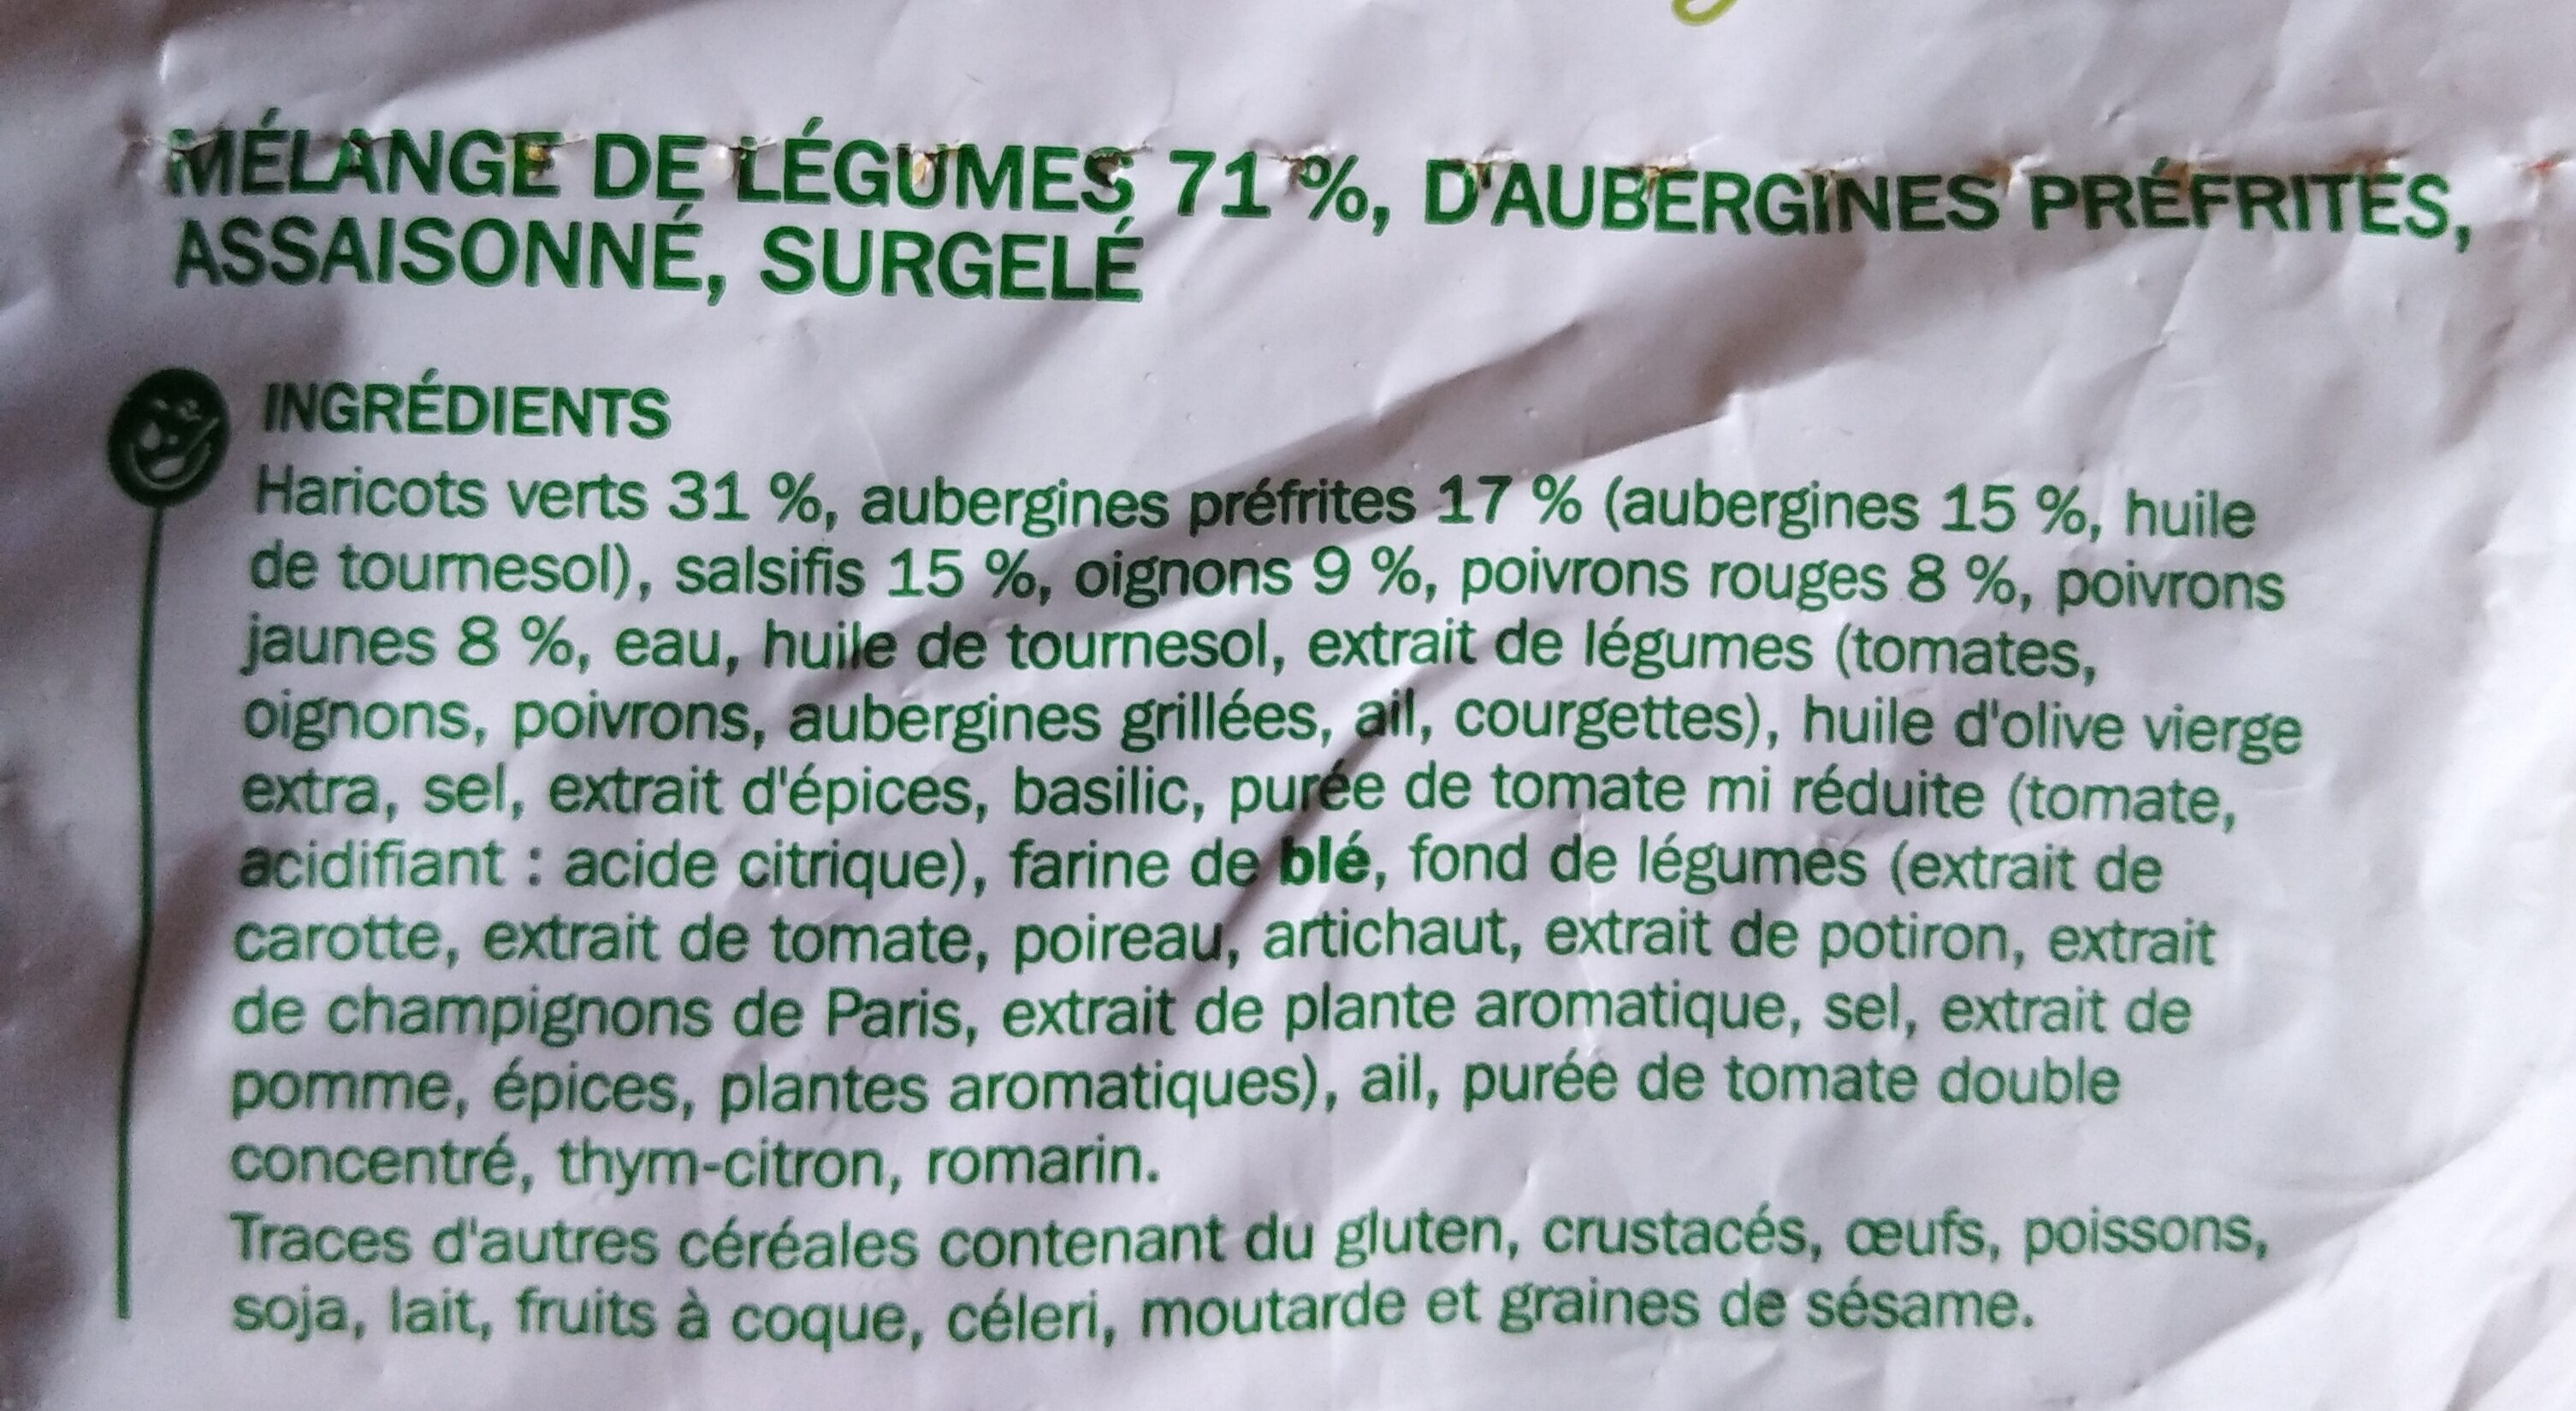 MÉLANGE DE LÉGUMES 71 %, D'AUBERGINES PRÉFRITES,
ASSAISONNÉ, SURGELÉ
INGRÉDIENTS
Haricots verts 31 %, aubergines préfrites 17 % (aubergines 15 %, huile
de tournesol), salsifis 15 %, oignons 9 %, poivrons rouges 8 %, poivrons
jaunes 8 %, eau, huile de tournesol, extrait de légumes (tomates,
oignons, poivrons, aubergines grillées, ail, courgettes), huile d'olive vierge
extra, sel, extrait d'épices, basilic, purée de tomate mi réduite (tomate,
acidifiant : acide citrique), farine de blé, fond de légumes (extrait de
carotte, extrait de tomate, poireau, artichaut, extrait de potiron, extrait
de champignons de Paris, extrait de plante aromatique, sel, extrait de
pomme, épices, plantes aromatiques), ail, purée de tomate double
concentré, thym-citron, romarin.
Traces d'autres céréales contenant du gluten, crustacés, œufs, poissons,
soja, lait, fruits à coque, céleri, moutarde et graines de sésame.